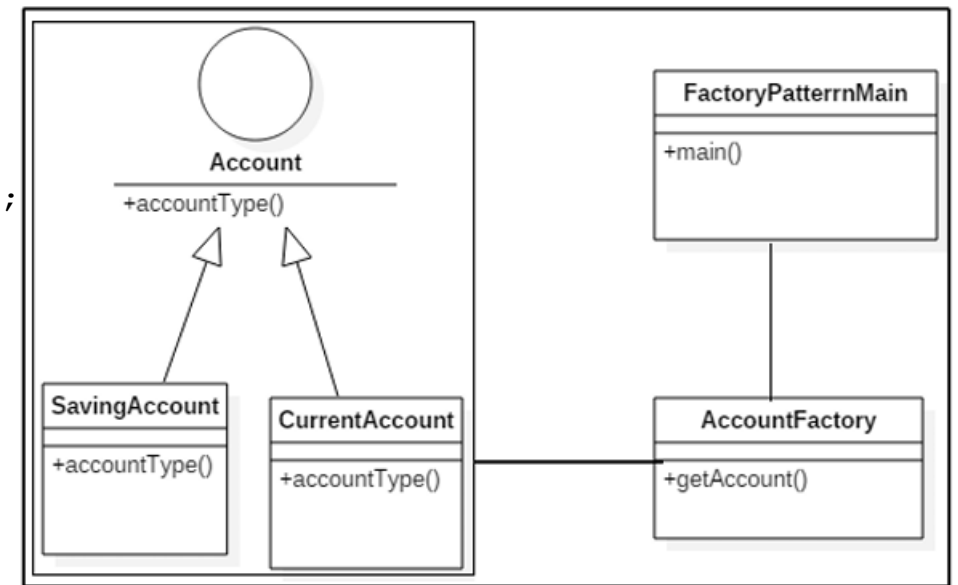 Account
+accountType()
;
SavingAccount
+accountType()
CurrentAccount
+accountType()
FactoryPatterrnMain
+main()
AccountFactory
+getAccount()